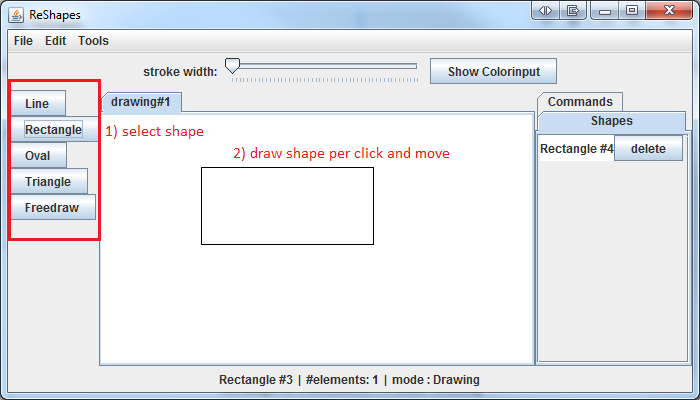 ReShapes
File Edit Tools
stroke width:
Show Colorinput
Line
Rectangle
Oval
Triangle
Freedraw
drawing#1
1) select shape
2) draw shape per click and move
Commands
Shapes
Rectangle #4 delete
Rectangle #3 | #elements: 1 | mode : Drawing